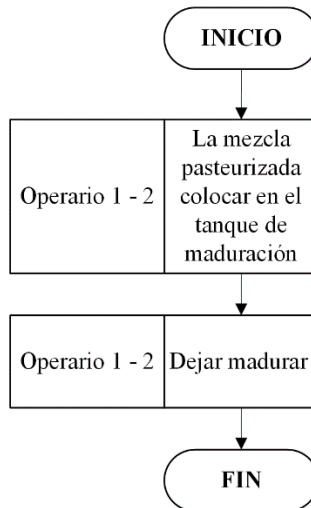 INICIO
Operario 1 - 2
La mezcla
pasteurizada
colocar en el
tanque de
maduración
Operario 1 - 2
Dejar madurar
FIN